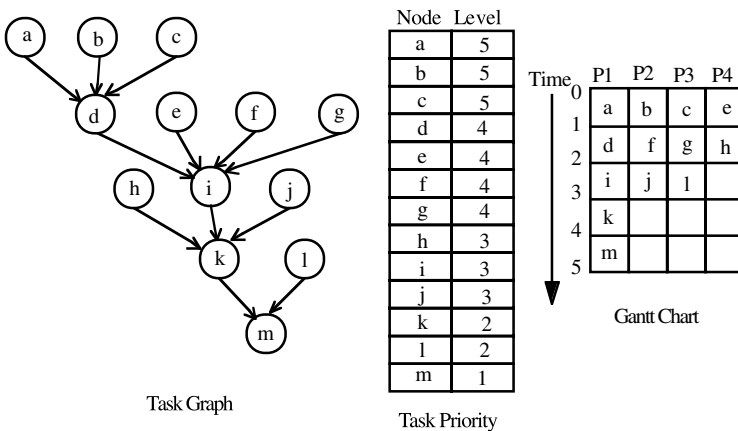 a b c
d e f g
h i j
k l
m
Task Graph
Node Level
a 5
b 5
c 5
d 4
e 4
f 4
g 4
h 3
i 3
j 3
k 2
l 2
m 1
Task Priority
Time P1 P2 P3 P4
0
a b c e
1
d f g h
2
i j l
3
k
4
m
5
Gantt Chart